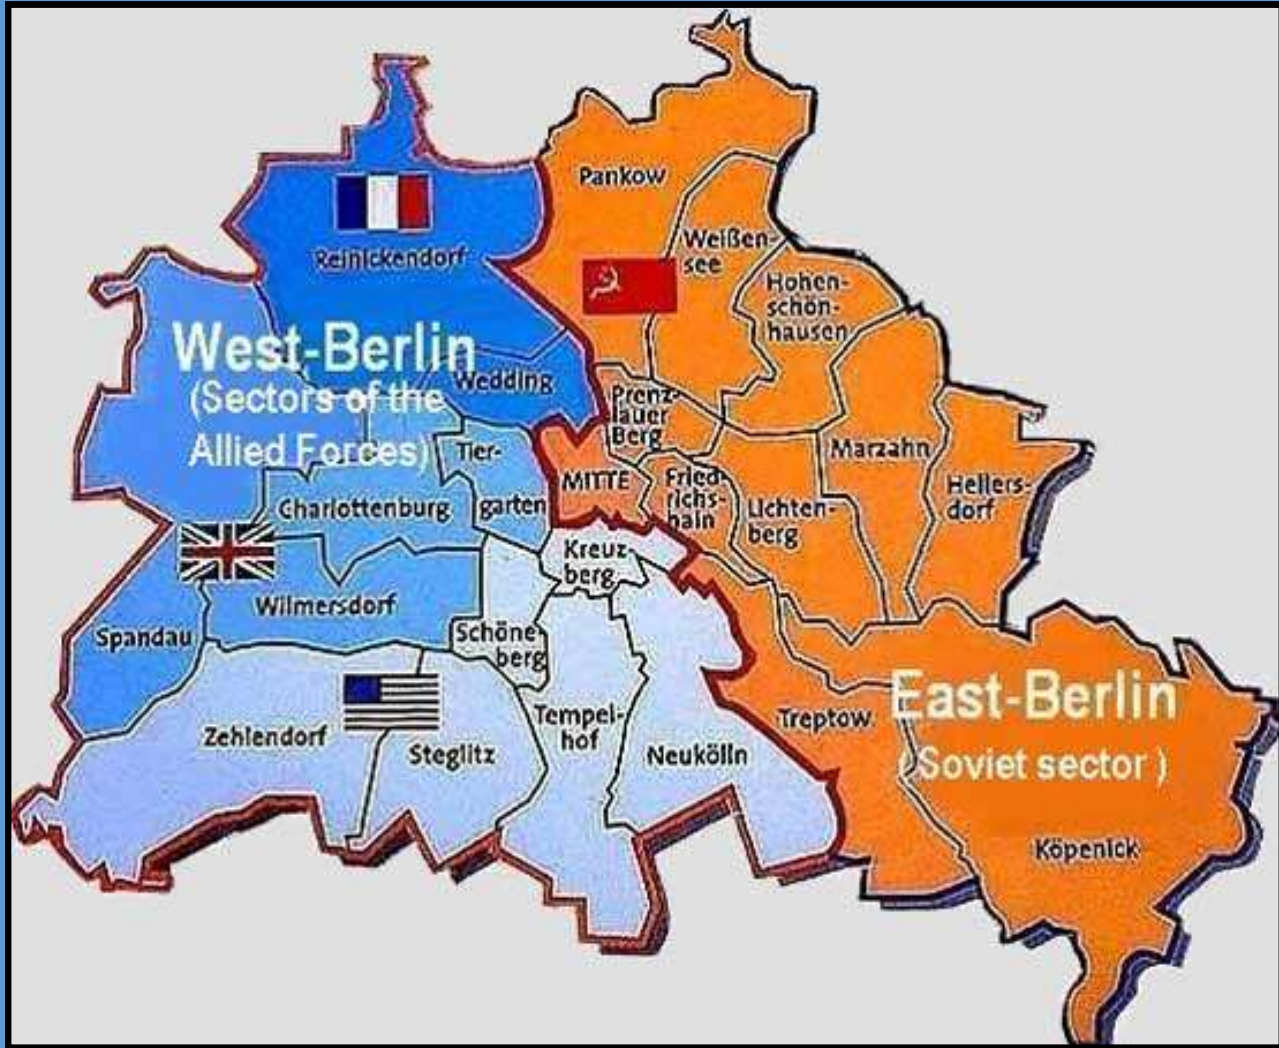 Pankow
Weißen-
see
Reinickendorf
Hohen-
schön-
hausen
West-Berlin
(Sectors of the
Allied Forces)
Wedding
Prenz-
lauer
Berg
Tier-
garten
MITTE
Fried-
richs-
hain
Marzahn
Hellers-
dorf
Charlottenburg
Lichten-
berg
Kreuz
berg
Wilmersdorf
Spandau
Schöne-
berg
East-Berlin
(Soviet sector )
Zehlendorf
Steglitz
Tempel-
hof
Neukölln
Treptow
Köpenick